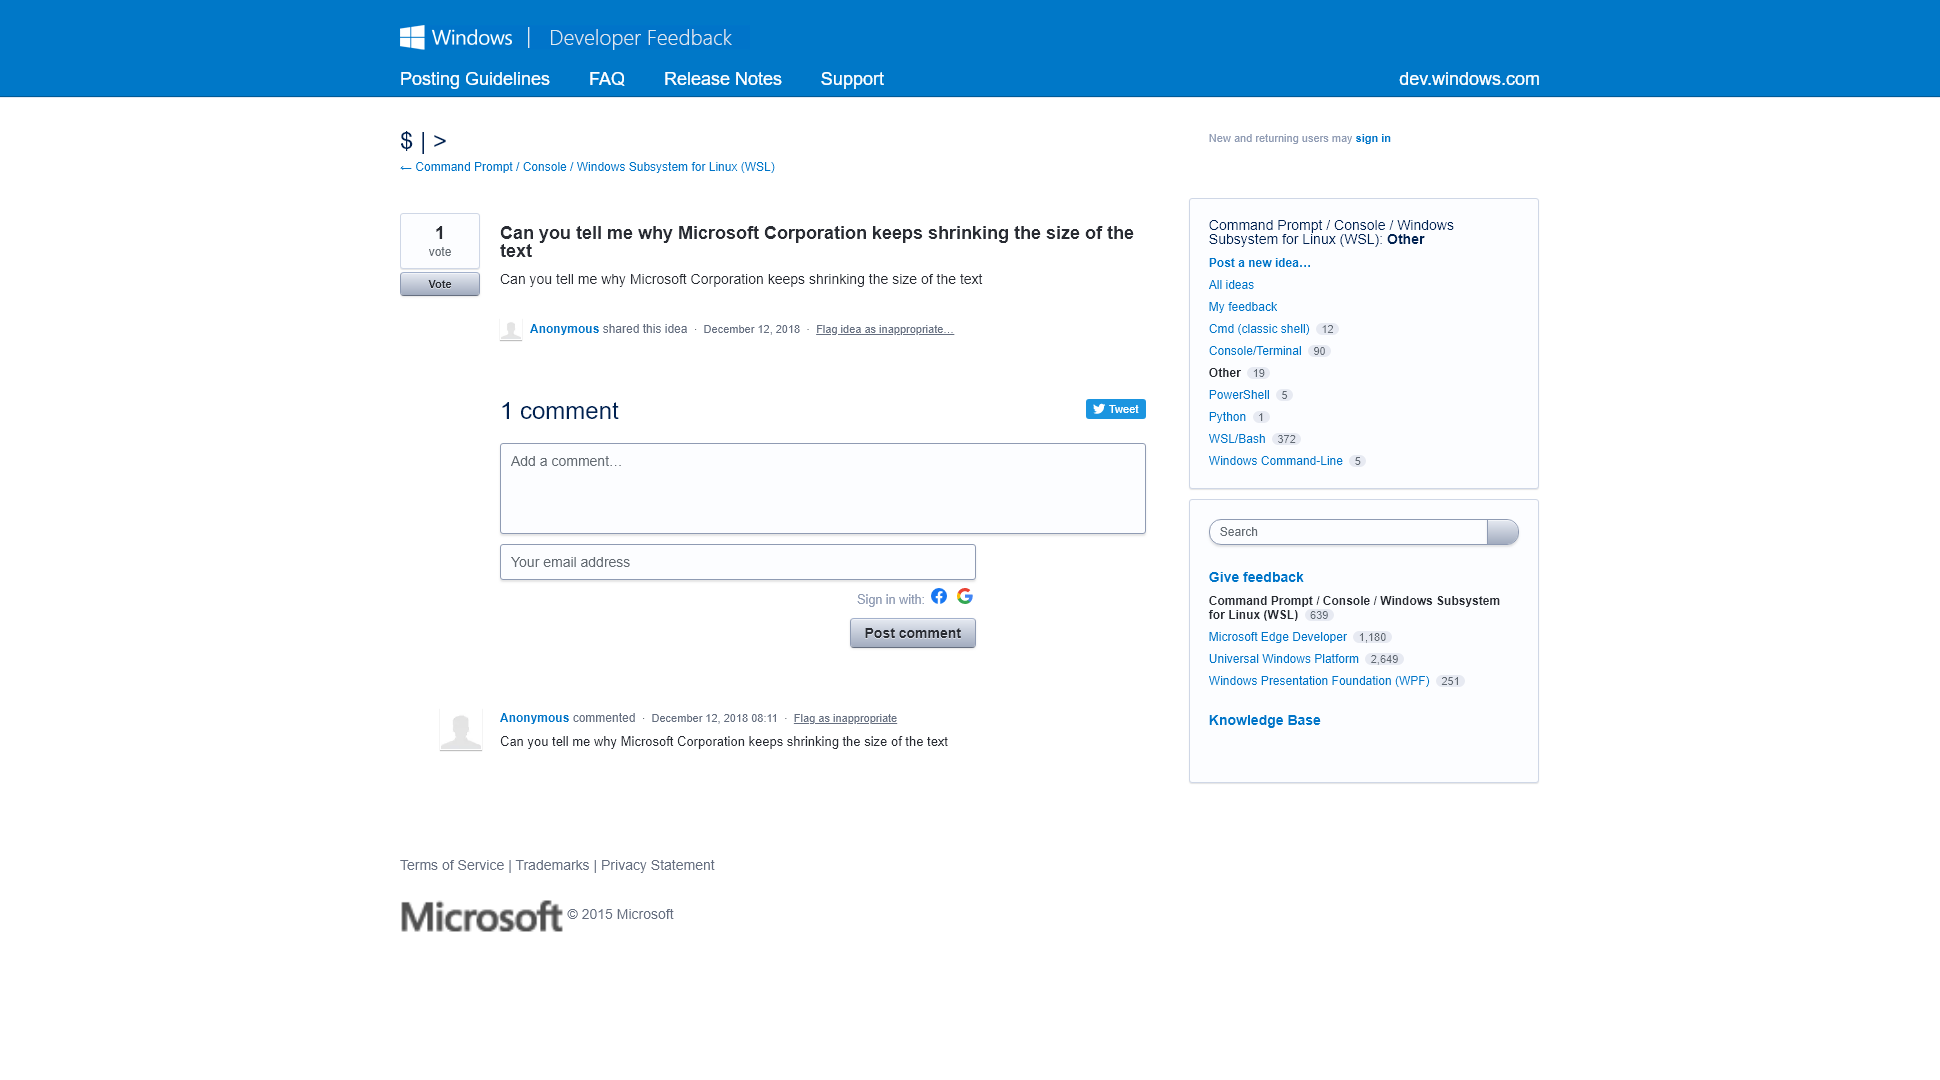 Windows | Developer Feedback
Posting Guidelines FAQ Release Notes Support dev.windows.com
$ | >
← Command Prompt / Console / Windows Subsystem for Linux (WSL)
New and returning users may sign in
1
vote
Vote
Can you tell me why Microsoft Corporation keeps shrinking the size of the
text
Can you tell me why Microsoft Corporation keeps shrinking the size of the text
Anonymous shared this idea · December 12, 2018 · Flag idea as inappropriate…
1 comment
Tweet
Add a comment…
Your email address
Sign in with:
Post comment
Anonymous commented · December 12, 2018 08:11 · Flag as inappropriate
Can you tell me why Microsoft Corporation keeps shrinking the size of the text
Command Prompt / Console / Windows
Subsystem for Linux (WSL): Other
Post a new idea…
All ideas
My feedback
Cmd (classic shell) 12
Console/Terminal 90
Other 19
PowerShell 5
Python 1
WSL/Bash 372
Windows Command-Line 5
Search
Give feedback
Command Prompt / Console / Windows Subsystem
for Linux (WSL) 639
Microsoft Edge Developer 1,180
Universal Windows Platform 2,649
Windows Presentation Foundation (WPF) 251
Knowledge Base
Terms of Service | Trademarks | Privacy Statement
Microsoft © 2015 Microsoft